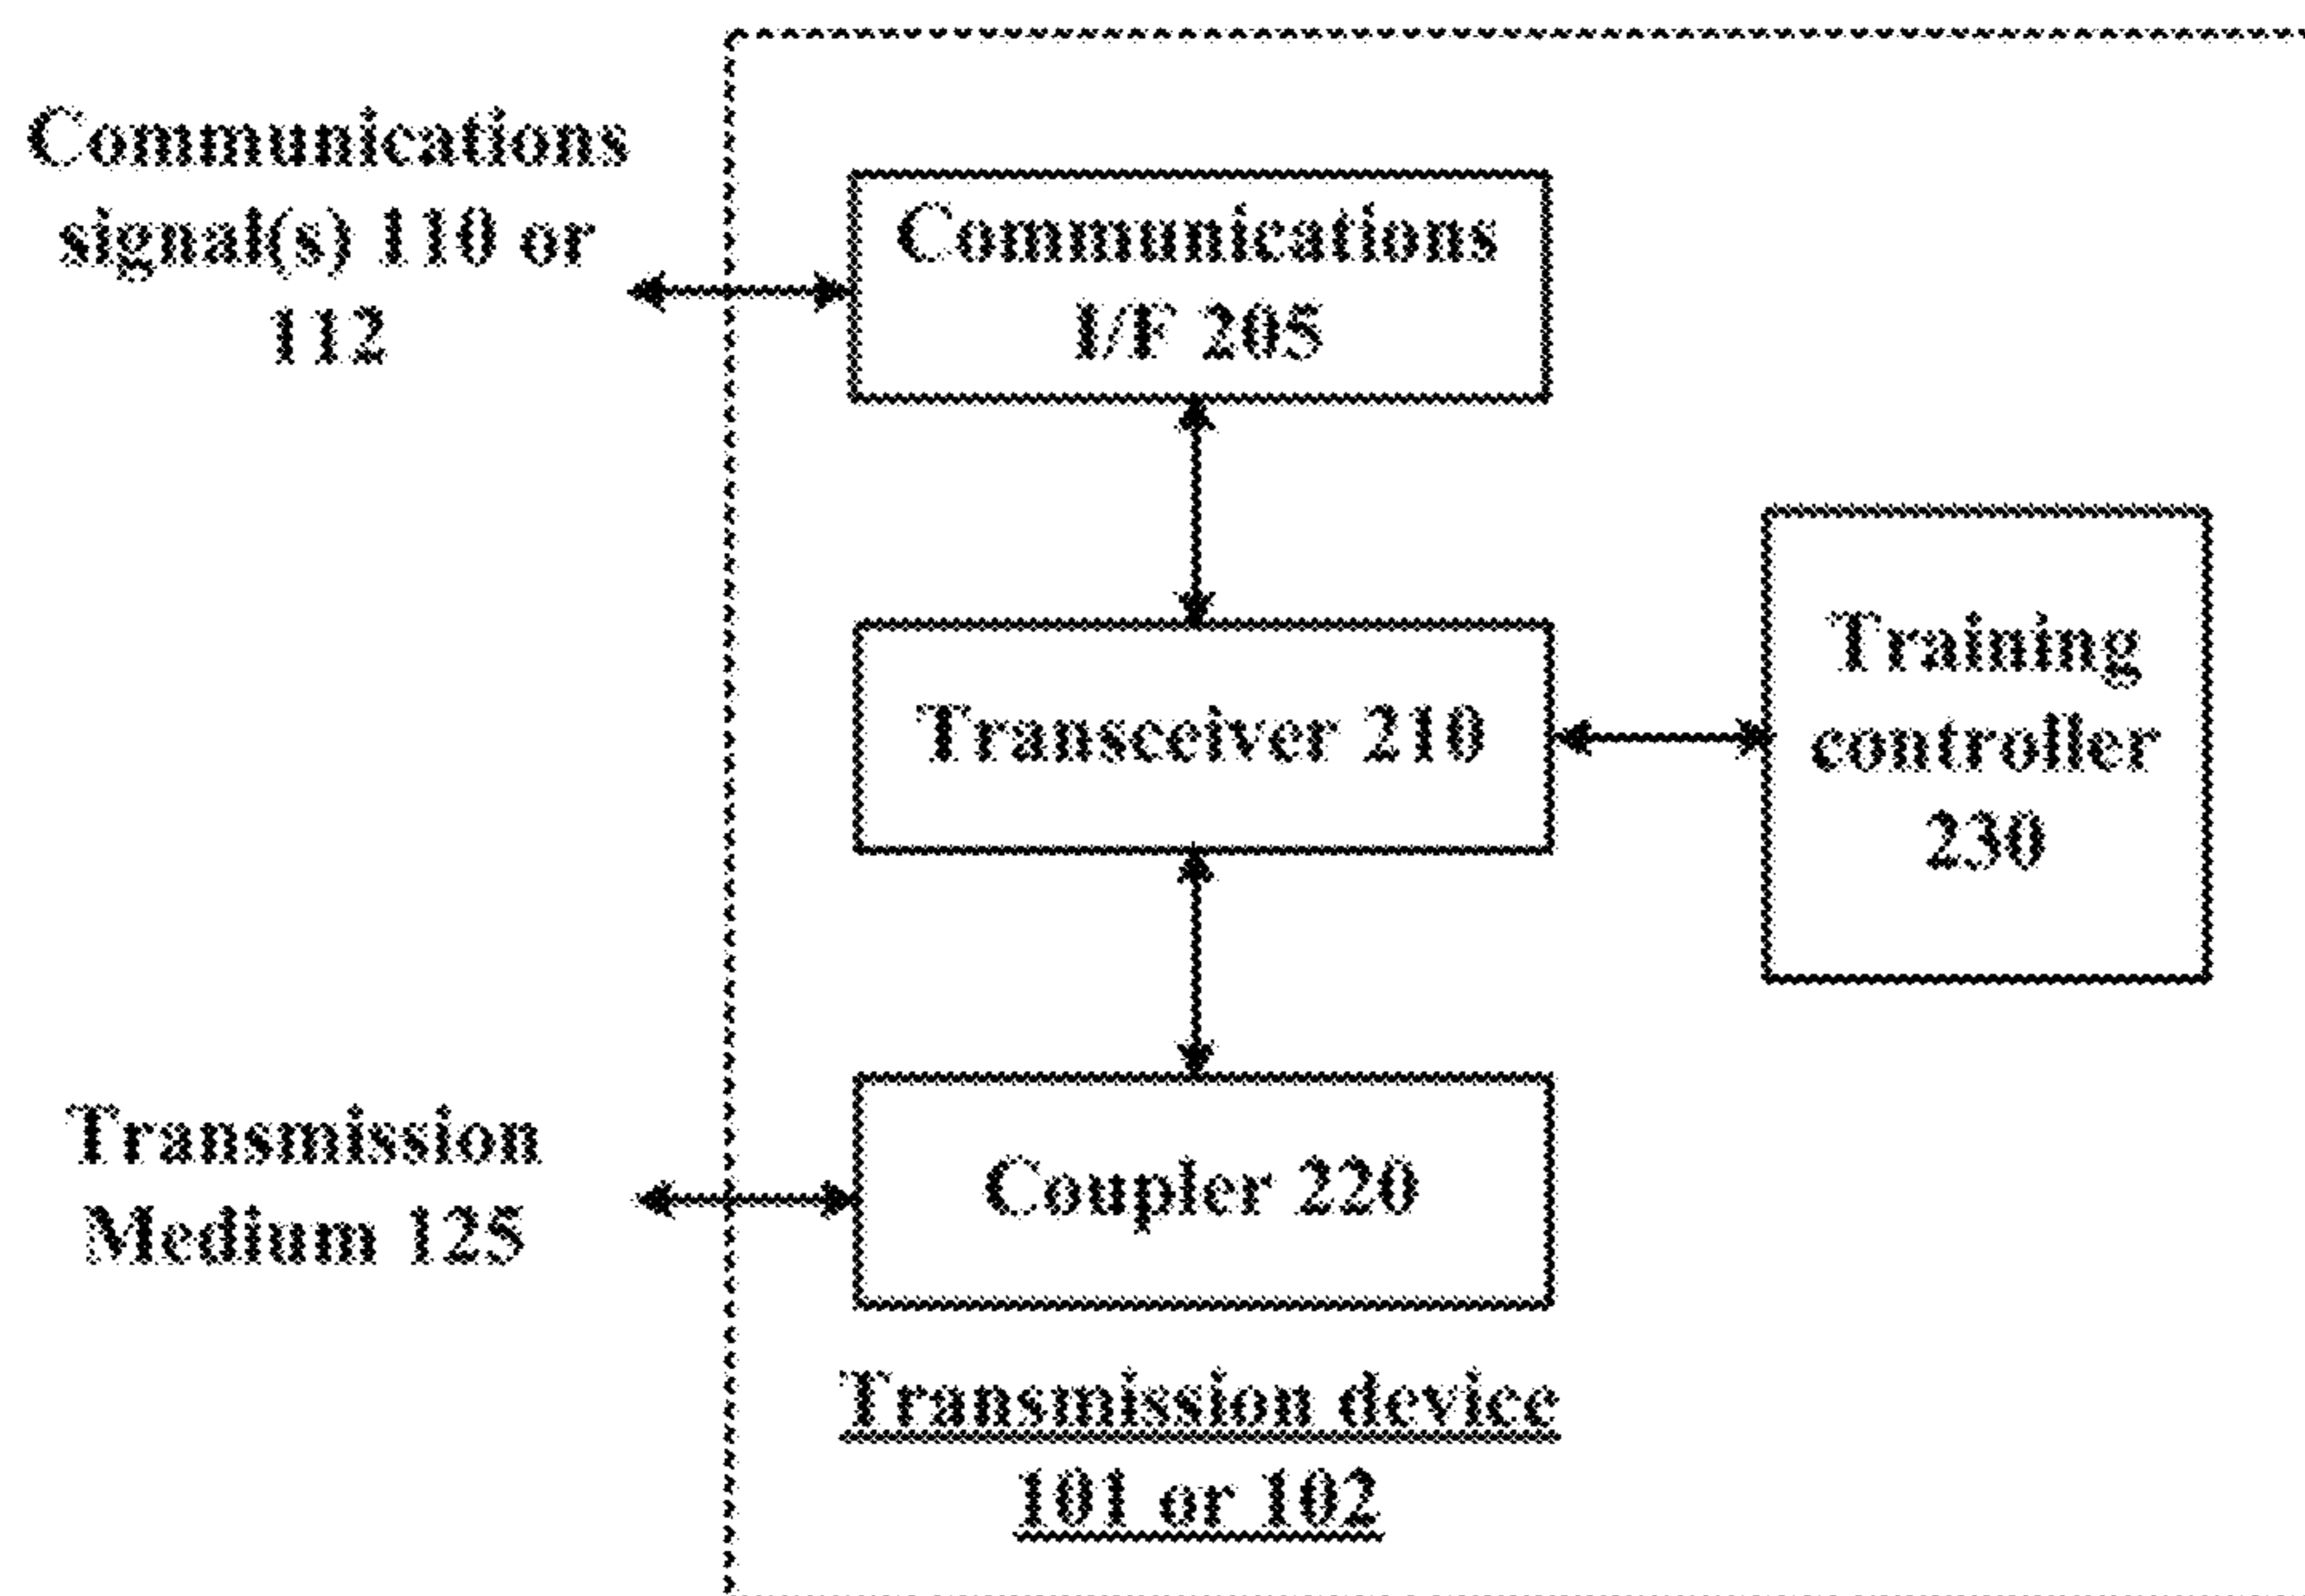 Communications
signal(s) 110 or
112
Communications
I/F 205
Transceiver 210
Training
controller
230
Coupler 220
Transmission
Medium 125
Transmission device
101 or 102